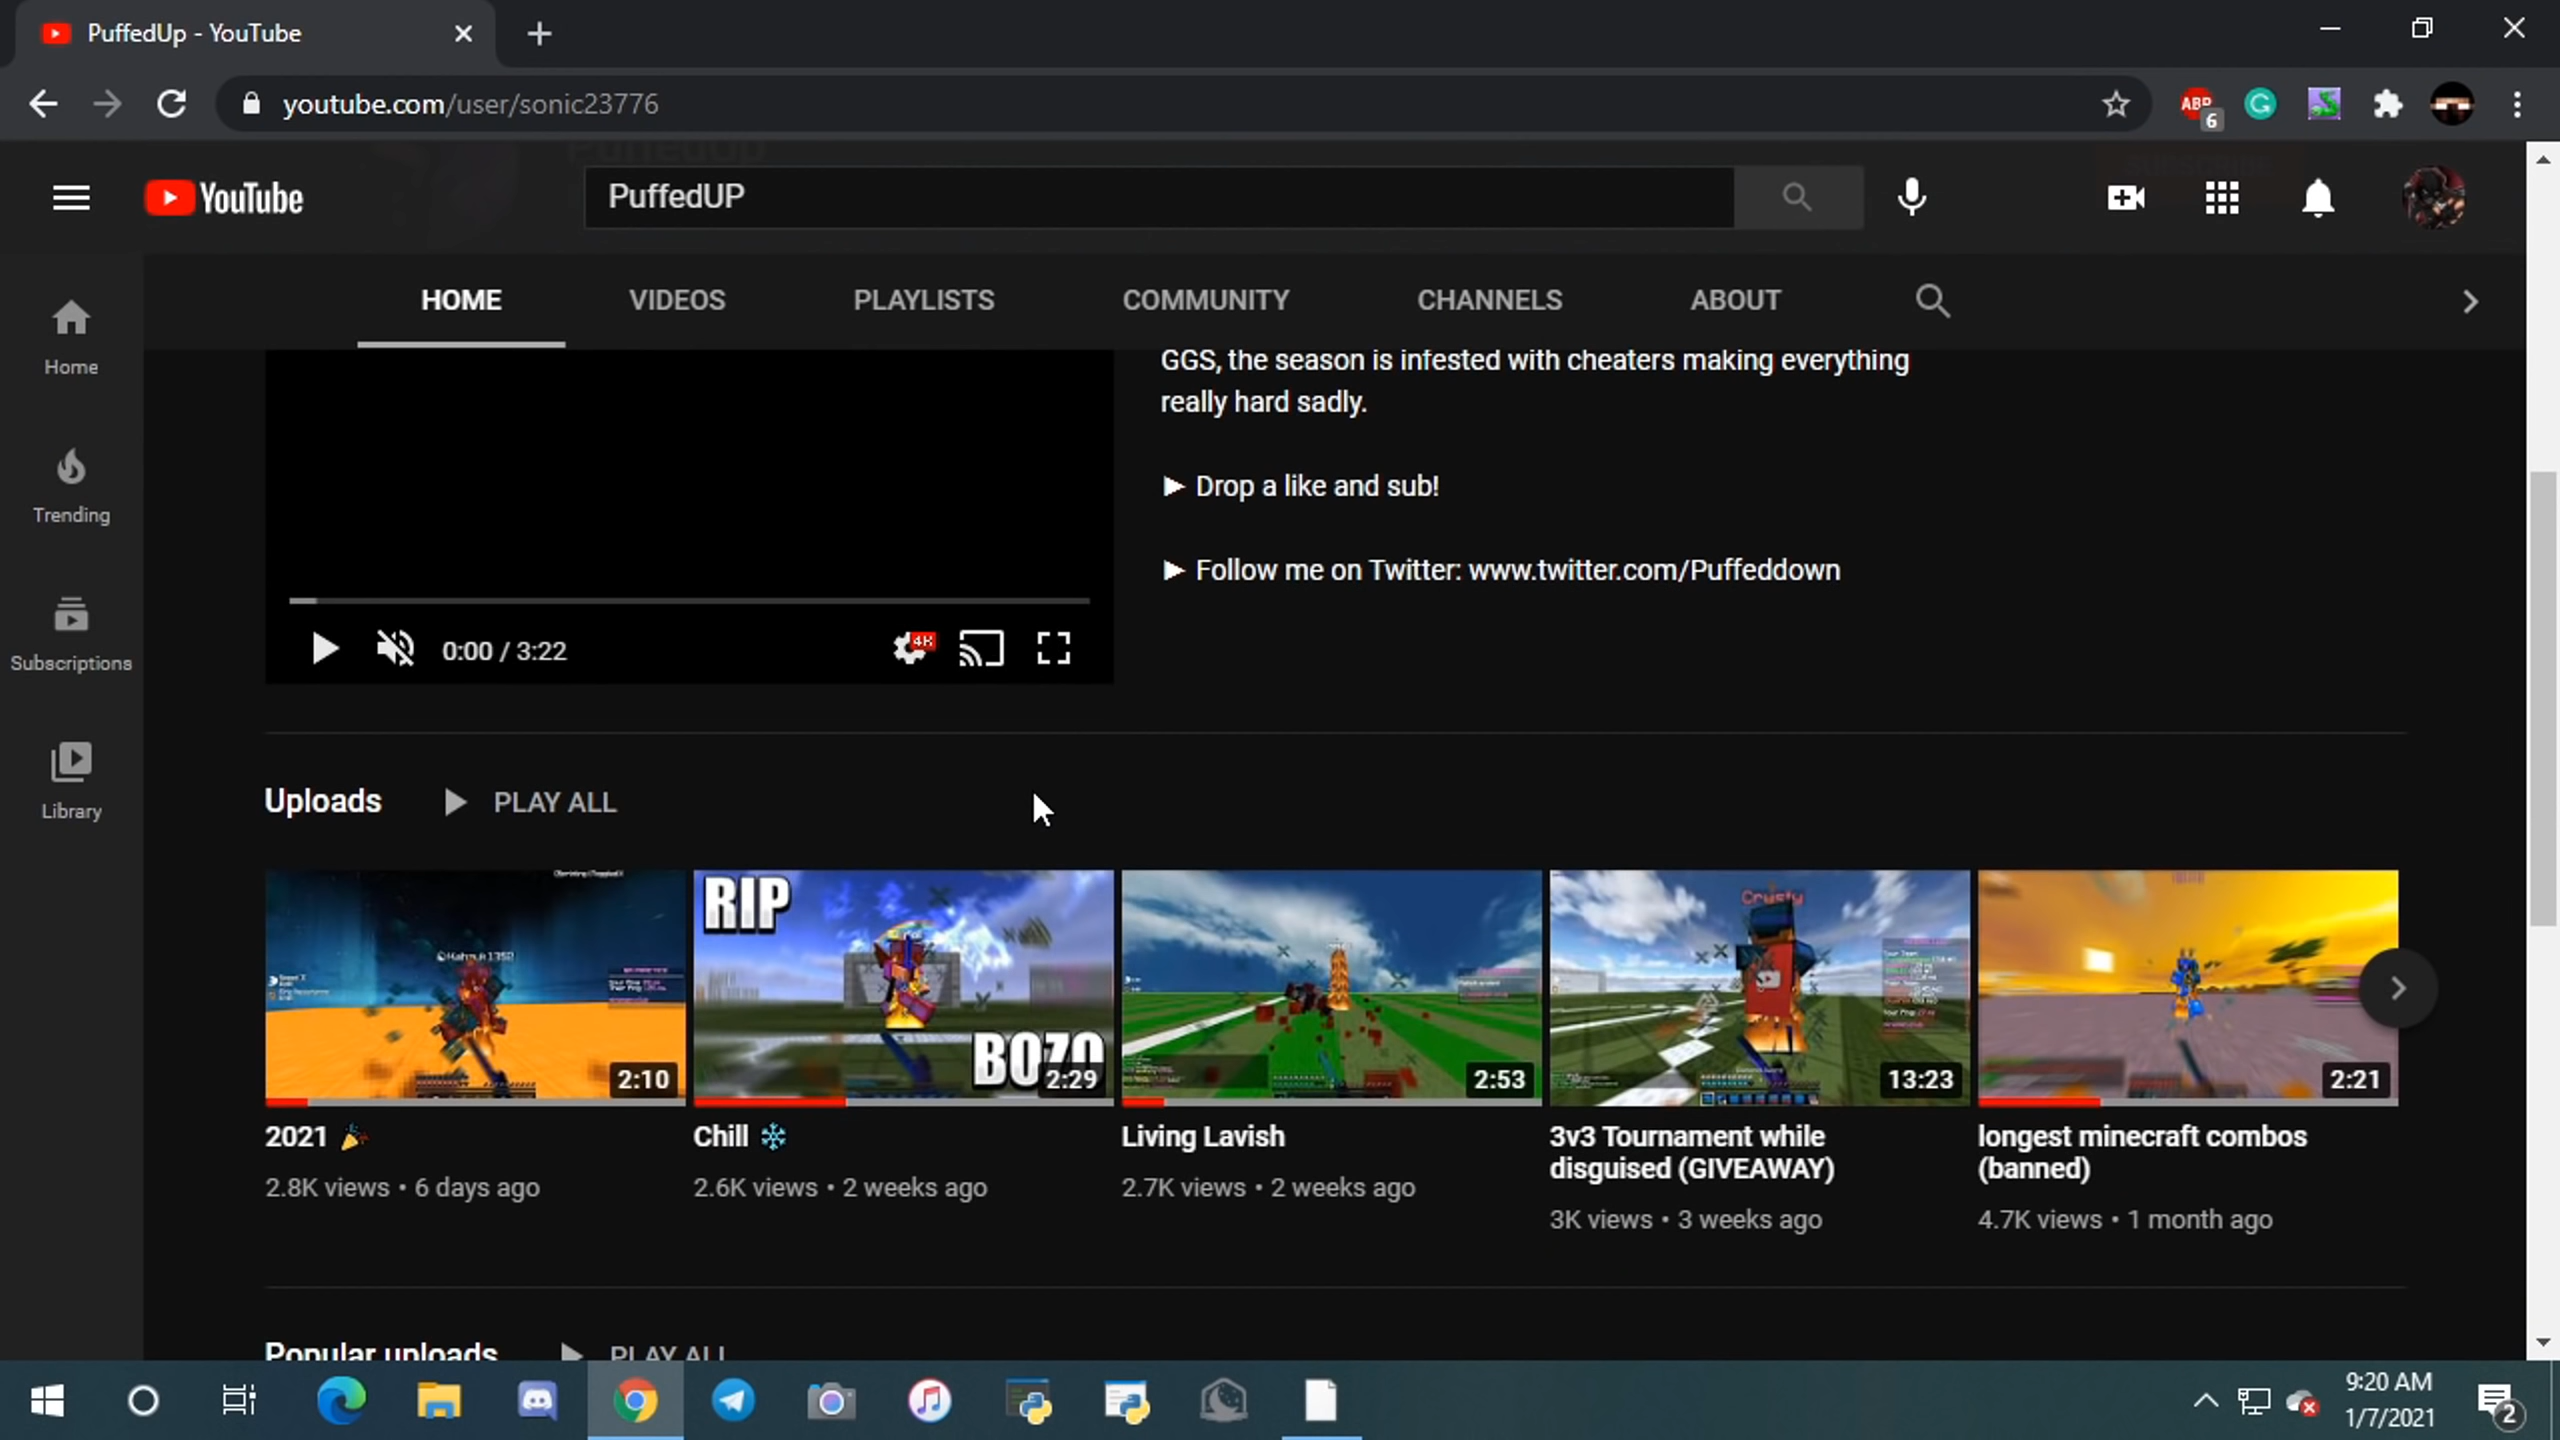 PuffedUp - YouTube
youtube.com/user/sonic23776
ABP
6
YouTube
PuffedUP
HOME VIDEOS PLAYLISTS COMMUNITY CHANNELS ABOUT
Home
Trending
Subscriptions
Library
GGS, the season is infested with cheaters making everything
really hard sadly.
► Drop a like and sub!
► Follow me on Twitter: www.twitter.com/Puffeddown
0:00 / 3:22
4K
Uploads ▶ PLAY ALL
2:10
RIP
BOZO
2:29
2:53
Crusty
13:23
2:21
2021 🎉
2.8K views • 6 days ago
Chill ❄
2.6K views • 2 weeks ago
Living Lavish
2.7K views • 2 weeks ago
3v3 Tournament while
disguised (GIVEAWAY)
3K views • 3 weeks ago
longest minecraft combos
(banned)
4.7K views • 1 month ago
Popular uploads ▶ PLAY ALL
9:20 AM
1/7/2021
2